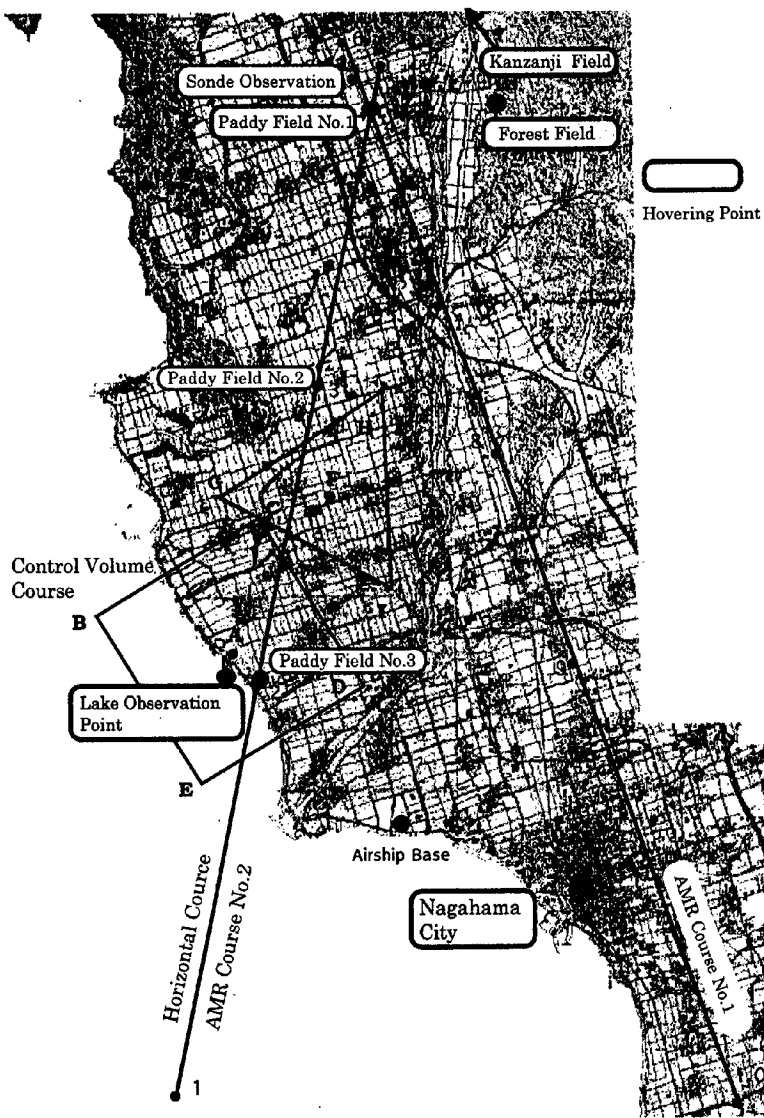 Kanzanji Field
Sonde Observation
Paddy Field No.1
Forest Field
Hovering Point
Paddy Field No.2
Control Volume
Course
B
Paddy Field No.3
D
Lake Observation
Point
E
Airship Base
Nagahama
City
Horizontal Cource
AMR Course No.2
AMR Course No.1
1